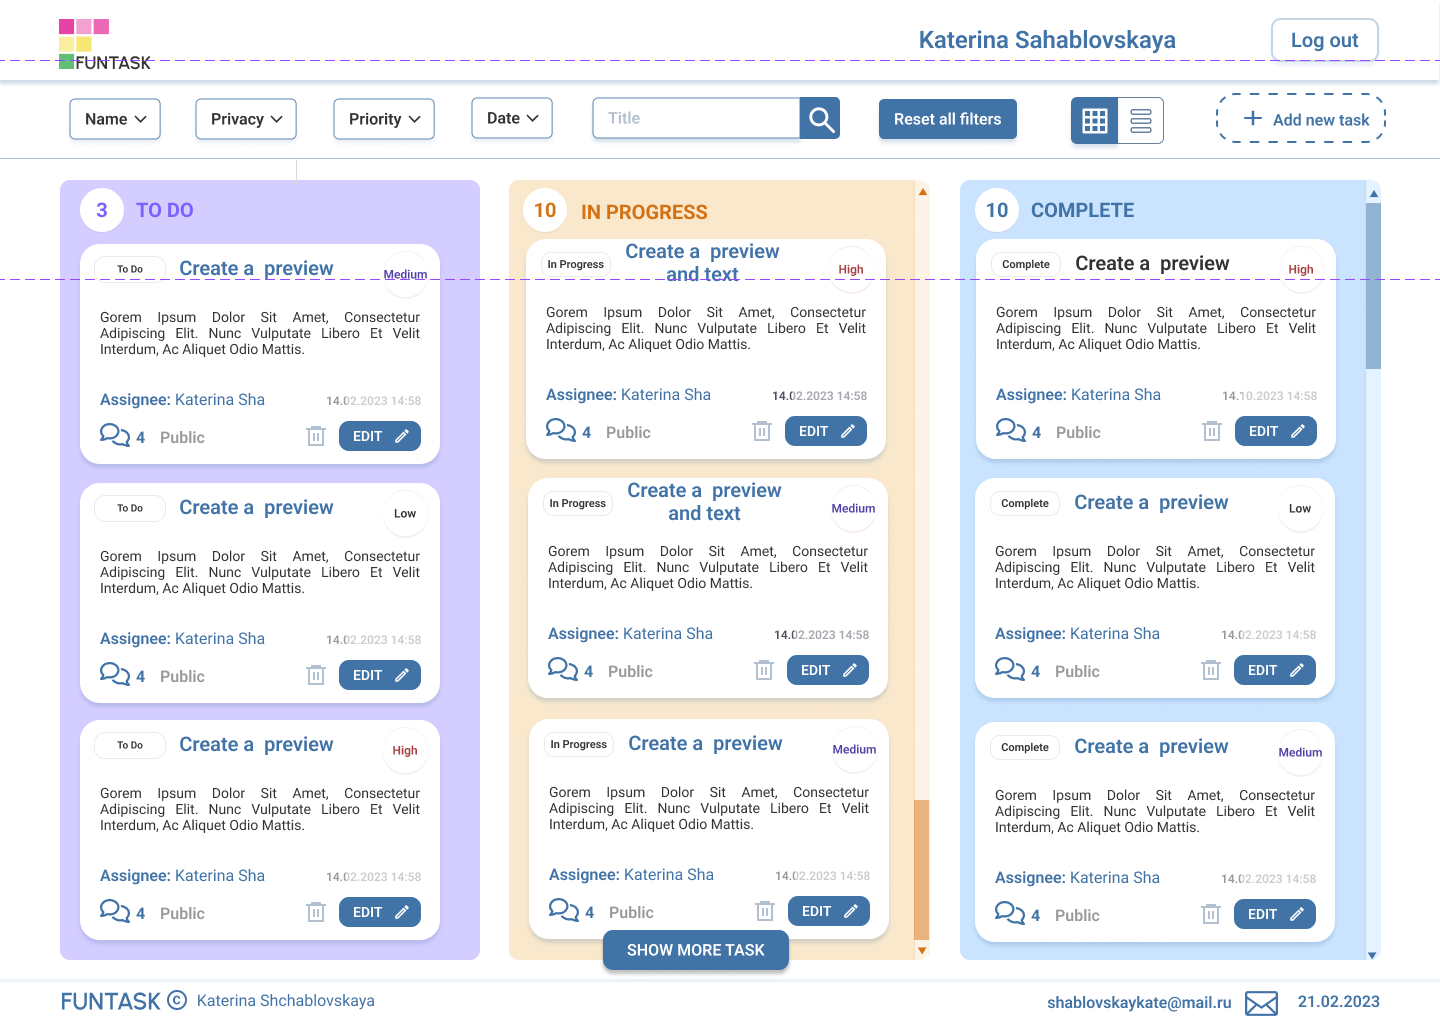 FUNTASK
Katerina Sahablovskaya
Log out
Name
Privacy
Priority
Date
Title
Reset all filters
Add new task
3 TO DO
To Do
Create a preview
Medium
Gorem Ipsum Dolor Sit Amet, Consectetur
Adipiscing Elit. Nunc Vulputate Libero Et Velit
Interdum, Ac Aliquet Odio Mattis.
Assignee: Katerina Sha
14.02.2023 14:58
4 Public
EDIT
To Do
Create a preview
Low
Gorem Ipsum Dolor Sit Amet, Consectetur
Adipiscing Elit. Nunc Vulputate Libero Et Velit
Interdum, Ac Aliquet Odio Mattis.
Assignee: Katerina Sha
14.02.2023 14:58
4 Public
EDIT
To Do
Create a preview
High
Gorem Ipsum Dolor Sit Amet, Consectetur
Adipiscing Elit. Nunc Vulputate Libero Et Velit
Interdum, Ac Aliquet Odio Mattis.
Assignee: Katerina Sha
14.02.2023 14:58
4 Public
EDIT
10 IN PROGRESS
In Progress
Create a preview
and text
High
Gorem Ipsum Dolor Sit Amet, Consectetur
Adipiscing Elit. Nunc Vulputate Libero Et Velit
Interdum, Ac Aliquet Odio Mattis.
Assignee: Katerina Sha
14.02.2023 14:58
4 Public
EDIT
In Progress
Create a preview
and text
Medium
Gorem Ipsum Dolor Sit Amet, Consectetur
Adipiscing Elit. Nunc Vulputate Libero Et Velit
Interdum, Ac Aliquet Odio Mattis.
Assignee: Katerina Sha
14.02.2023 14:58
4 Public
EDIT
In Progress
Create a preview
Medium
Gorem Ipsum Dolor Sit Amet, Consectetur
Adipiscing Elit. Nunc Vulputate Libero Et Velit
Interdum, Ac Aliquet Odio Mattis.
Assignee: Katerina Sha
14.02.2023 14:58
4 Public
EDIT
SHOW MORE TASK
10 COMPLETE
Complete
Create a preview
High
Gorem Ipsum Dolor Sit Amet, Consectetur
Adipiscing Elit. Nunc Vulputate Libero Et Velit
Interdum, Ac Aliquet Odio Mattis.
Assignee: Katerina Sha
14.10.2023 14:58
4 Public
EDIT
Complete
Create a preview
Low
Gorem Ipsum Dolor Sit Amet, Consectetur
Adipiscing Elit. Nunc Vulputate Libero Et Velit
Interdum, Ac Aliquet Odio Mattis.
Assignee: Katerina Sha
14.02.2023 14:58
4 Public
EDIT
Complete
Create a preview
Medium
Gorem Ipsum Dolor Sit Amet, Consectetur
Adipiscing Elit. Nunc Vulputate Libero Et Velit
Interdum, Ac Aliquet Odio Mattis.
Assignee: Katerina Sha
14.02.2023 14:58
4 Public
EDIT
FUNTASK © Katerina Shchablovskaya
shablovskaykate@mail.ru
21.02.2023